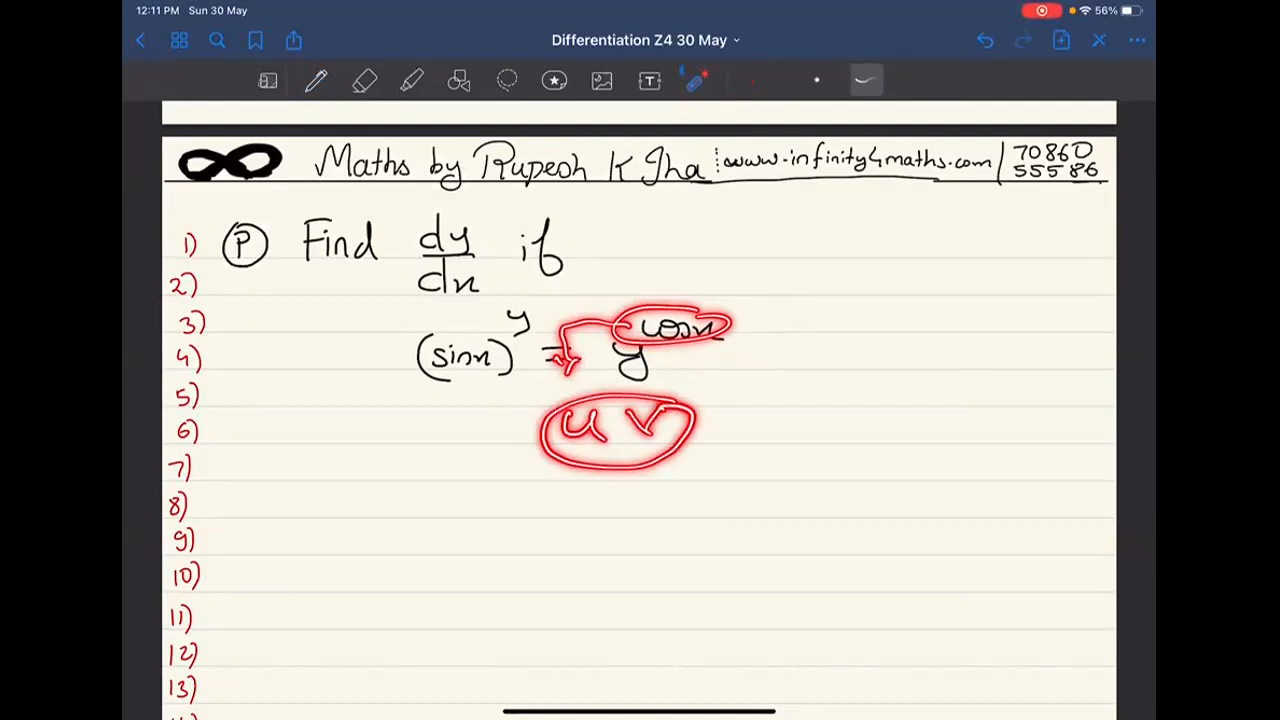 12:11 PM Sun 30 May 56%
Differentiation Z4 30 May
Maths by Rupesh K Jha www.infinity4maths.com 70860 55586
1) P Find dy/dx if
2)
3)
4) (sinx)^y = y^cosx
5)
6) u v
7)
8)
9)
10)
11)
12)
13)